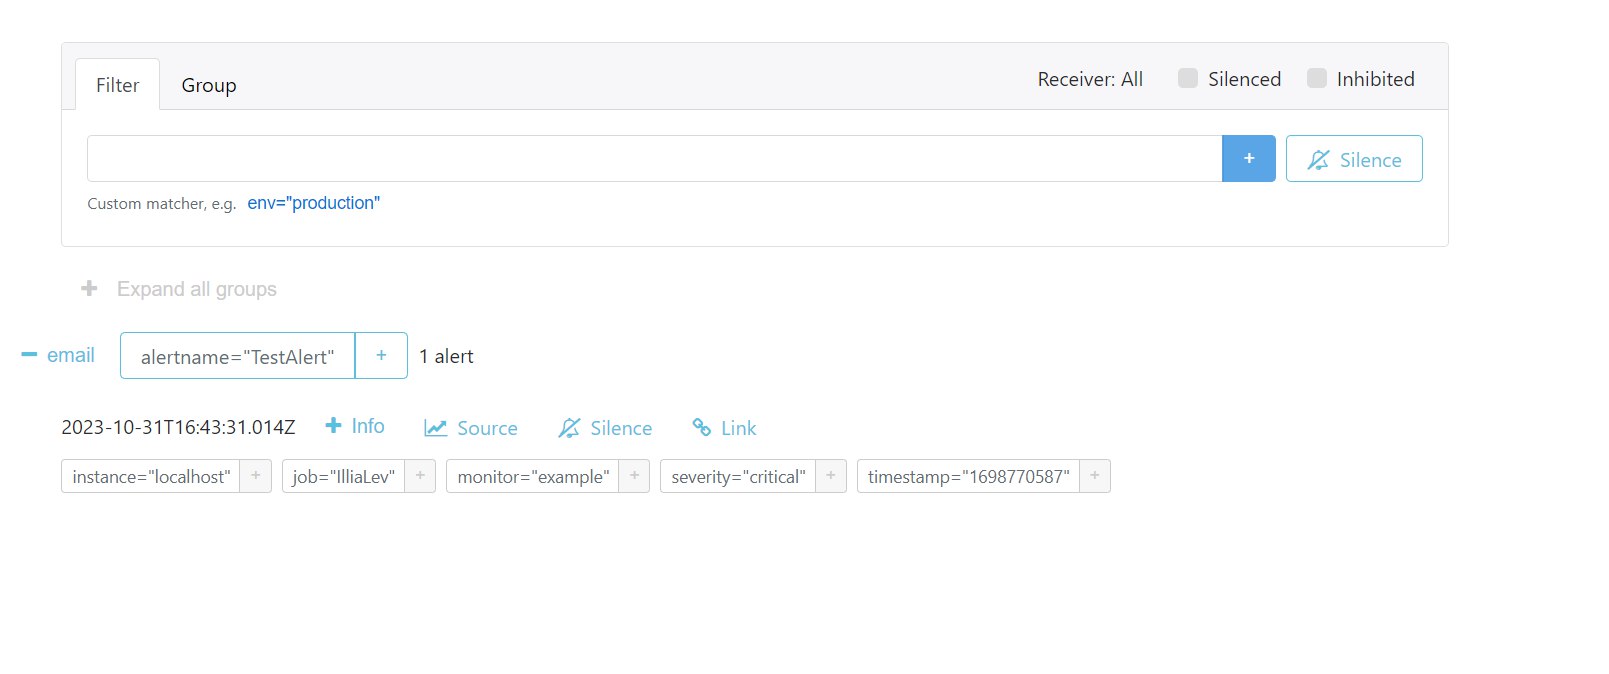 Filter Group Receiver: All Silenced Inhibited
+ Silence
Custom matcher, e.g. env="production"
+ Expand all groups
− email alertname="TestAlert" + 1 alert
2023-10-31T16:43:31.014Z + Info Source Silence Link
instance="localhost" + job="IlliaLev" + monitor="example" + severity="critical" + timestamp="1698770587" +